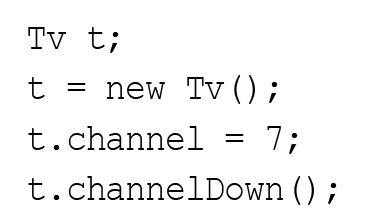 Tv t;
t = new Tv();
t.channel = 7;
t.channelDown();